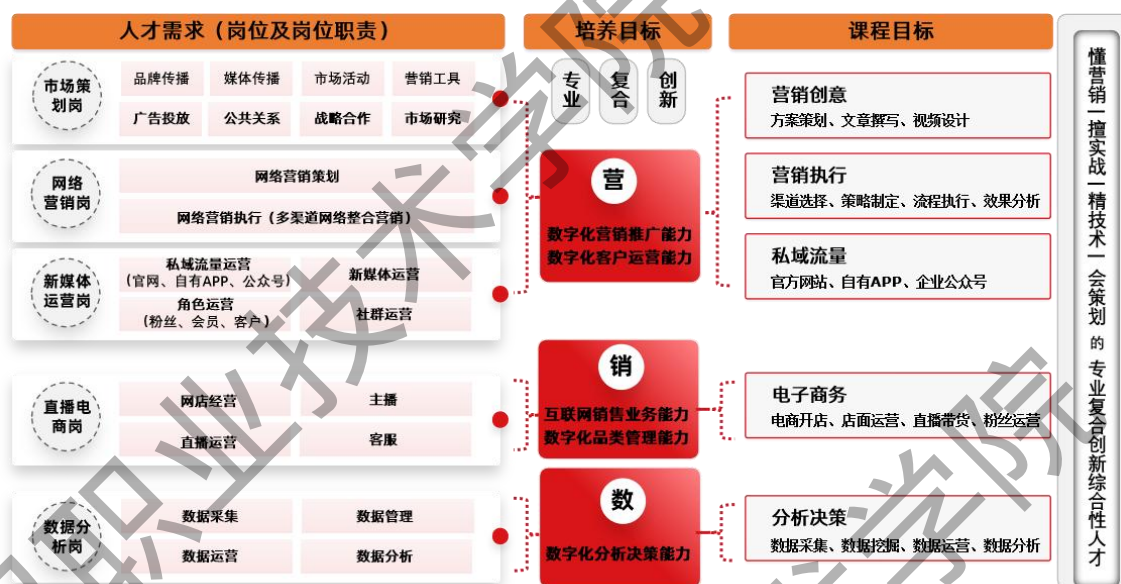 人才需求（岗位及岗位职责）
培养目标
课程目标
市场策
划岗
品牌传播
媒体传播
市场活动
营销工具
广告投放
公共关系
战略合作
市场研究
网络
营销岗
网络营销策划
网络营销执行（多渠道网络整合营销）
新媒体
运营岗
私域流量运营
（官网、自有APP、公众号）
新媒体运营
角色运营
（粉丝、会员、客户）
社群运营
直播电
商岗
网店经营
主播
直播运营
客服
数据分
析岗
数据采集
数据管理
数据运营
数据分析
专业
复合
创新
营
数字化营销推广能力
数字化客户运营能力
销
互联网销售业务能力
数字化品类管理能力
数
数字化分析决策能力
营销创意
方案策划、文章撰写、视频设计
营销执行
渠道选择、策略制定、流程执行、效果分析
私域流量
官方网站、自有APP、企业公众号
电子商务
电商开店、店面运营、直播带货、粉丝运营
分析决策
数据采集、数据挖掘、数据运营、数据分析
懂营销|擅实战|精技术|会策划的专业复合创新综合性人才
职业技术学院
学院